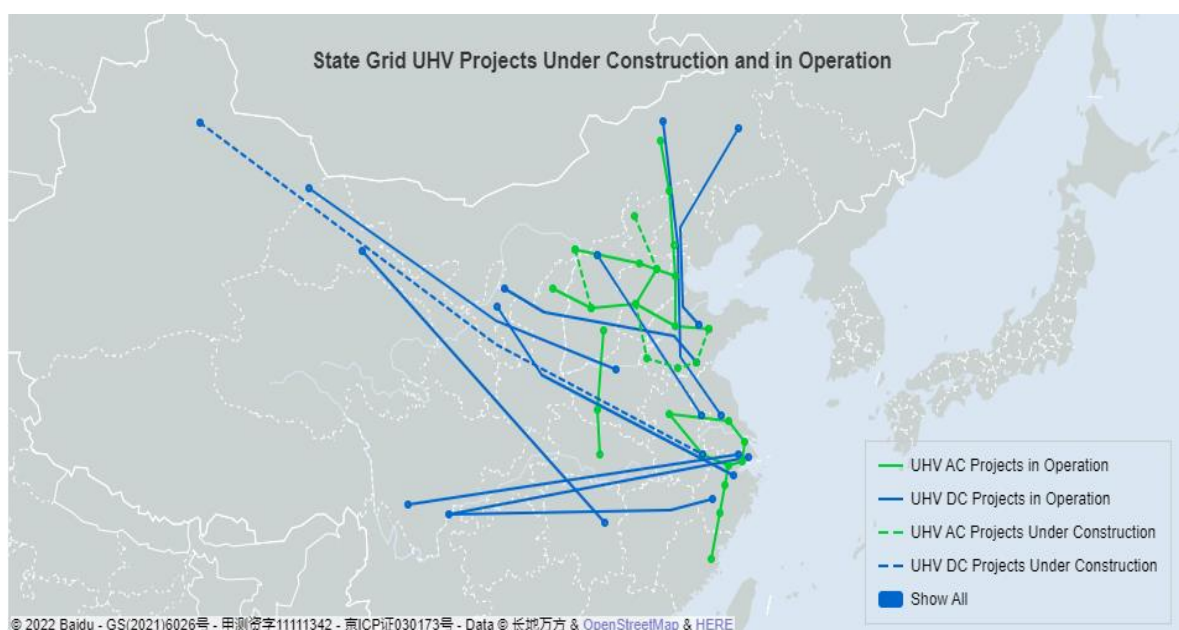 State Grid UHV Projects Under Construction and in Operation
UHV AC Projects in Operation
UHV DC Projects in Operation
UHV AC Projects Under Construction
UHV DC Projects Under Construction
Show All
© 2022 Baidu - GS(2021)6026号 - 甲测资字11111342 - 京ICP证030173号 - Data © 长地万方 & OpenStreetMap & HERE